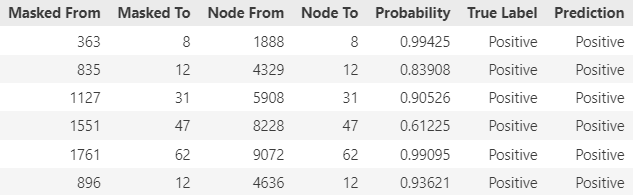 Masked From Masked To Node From Node To Probability True Label Prediction
363 8 1888 8 0.99425 Positive Positive
835 12 4329 12 0.83908 Positive Positive
1127 31 5908 31 0.90526 Positive Positive
1551 47 8228 47 0.61225 Positive Positive
1761 62 9072 62 0.99095 Positive Positive
896 12 4636 12 0.93621 Positive Positive